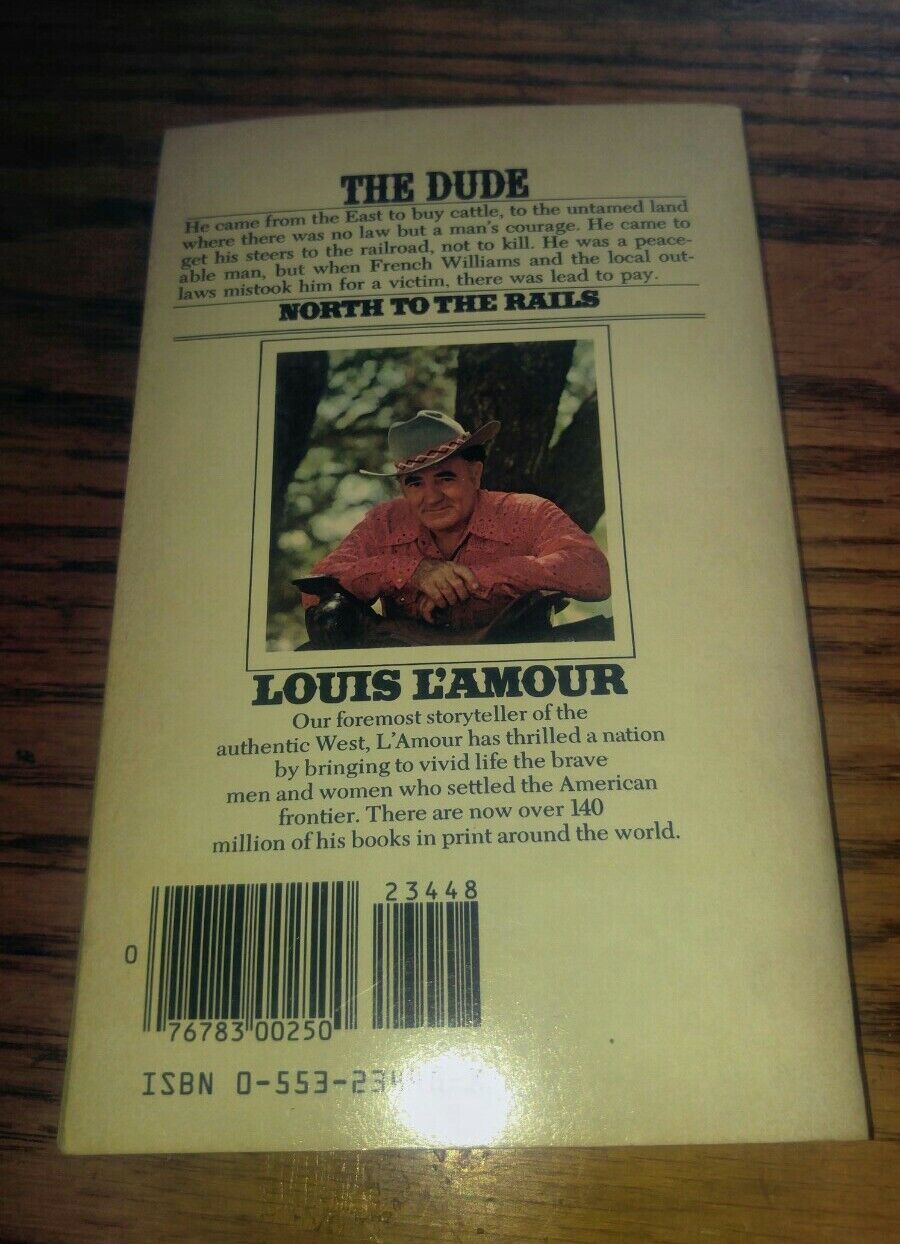 THE DUDE
He came from the East to buy cattle, to the untamed land
where there was no law but a man's courage. He came to
get his steers to the railroad, not to kill. He was a peace-
able man, but when French Williams and the local out-
laws mistook him for a victim, there was lead to pay.
NORTH TO THE RAILS
LOUIS L'AMOUR
Our foremost storyteller of the
authentic West, L'Amour has thrilled a nation
by bringing to vivid life the brave
men and women who settled the American
frontier. There are now over 140
million of his books in print around the world.
23448
0
76783 00250
ISBN